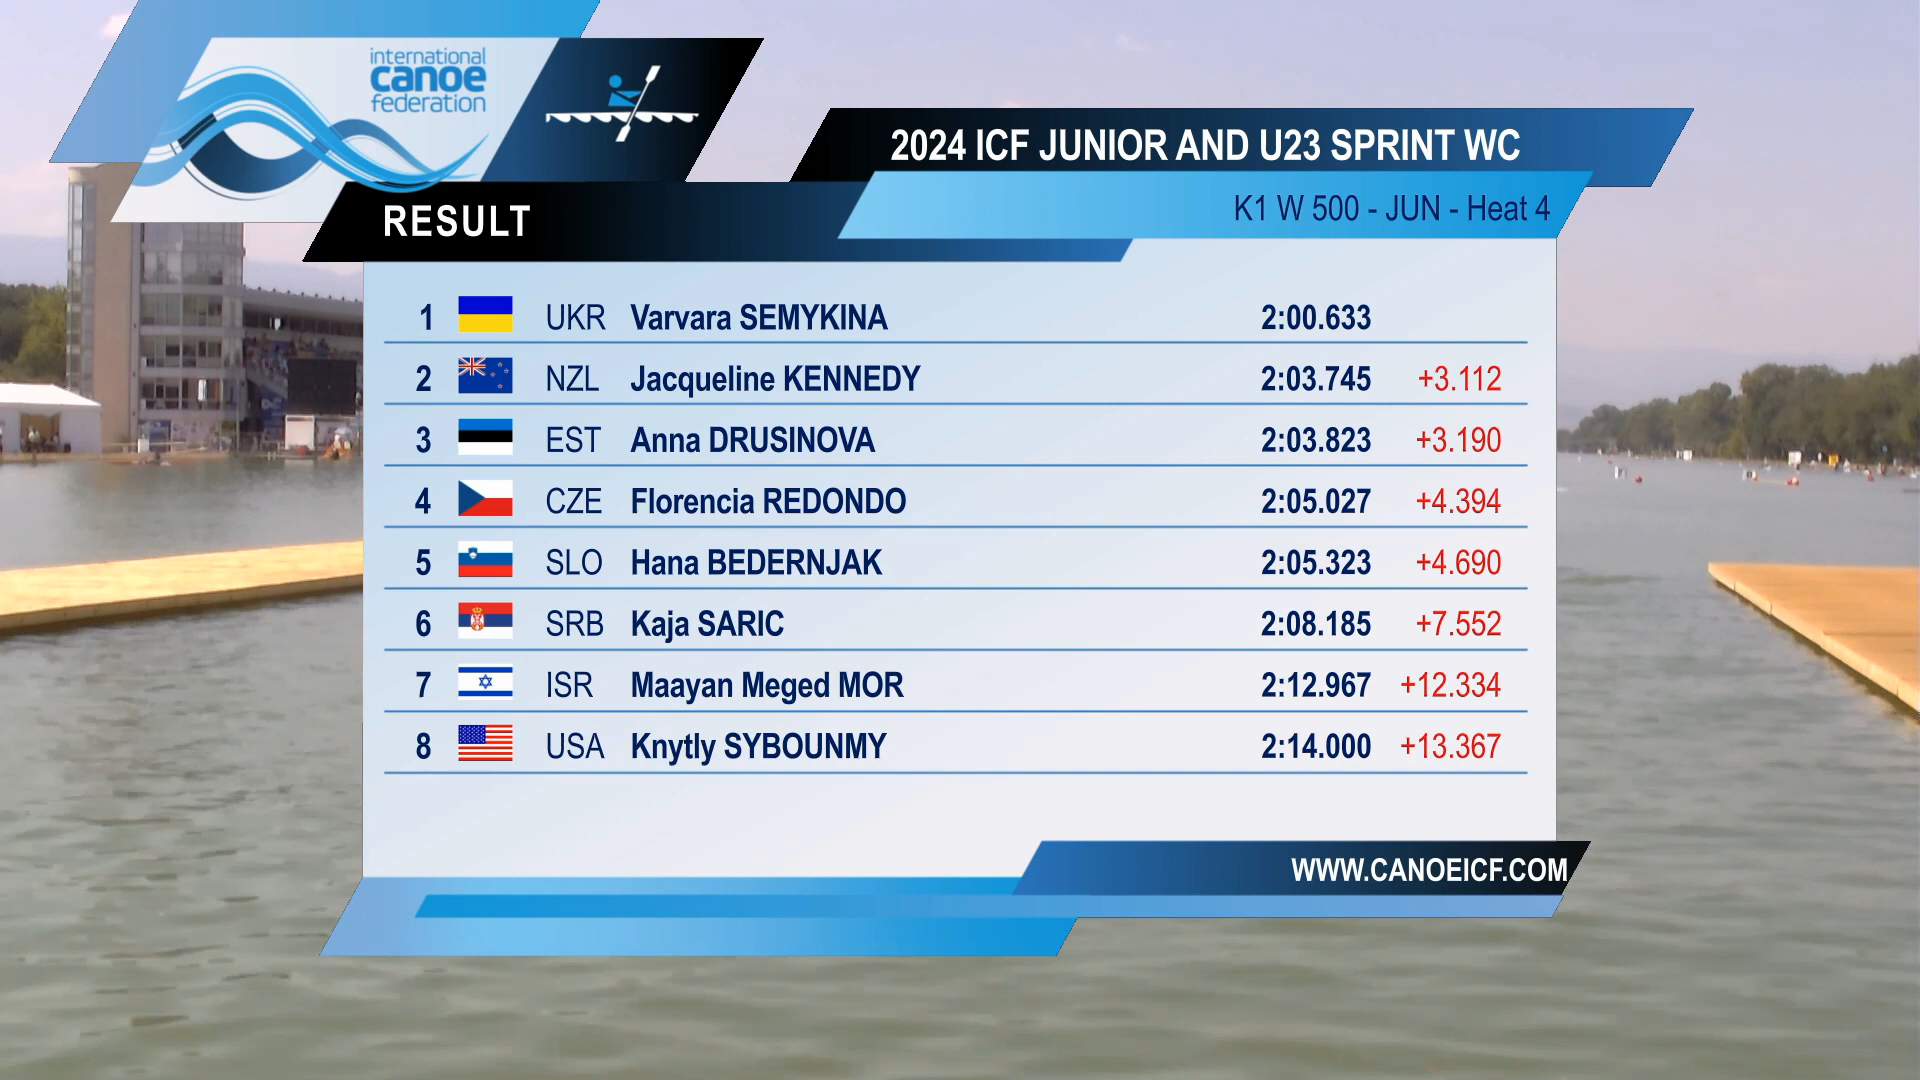 international
canoe
federation
2024 ICF JUNIOR AND U23 SPRINT WC
K1 W 500 - JUN - Heat 4
RESULT
1 UKR Varvara SEMYKINA 2:00.633
2 NZL Jacqueline KENNEDY 2:03.745 +3.112
3 EST Anna DRUSINOVA 2:03.823 +3.190
4 CZE Florencia REDONDO 2:05.027 +4.394
5 SLO Hana BEDERNJAK 2:05.323 +4.690
6 SRB Kaja SARIC 2:08.185 +7.552
7 ISR Maayan Meged MOR 2:12.967 +12.334
8 USA Knytly SYBOUNMY 2:14.000 +13.367
WWW.CANOEICF.COM